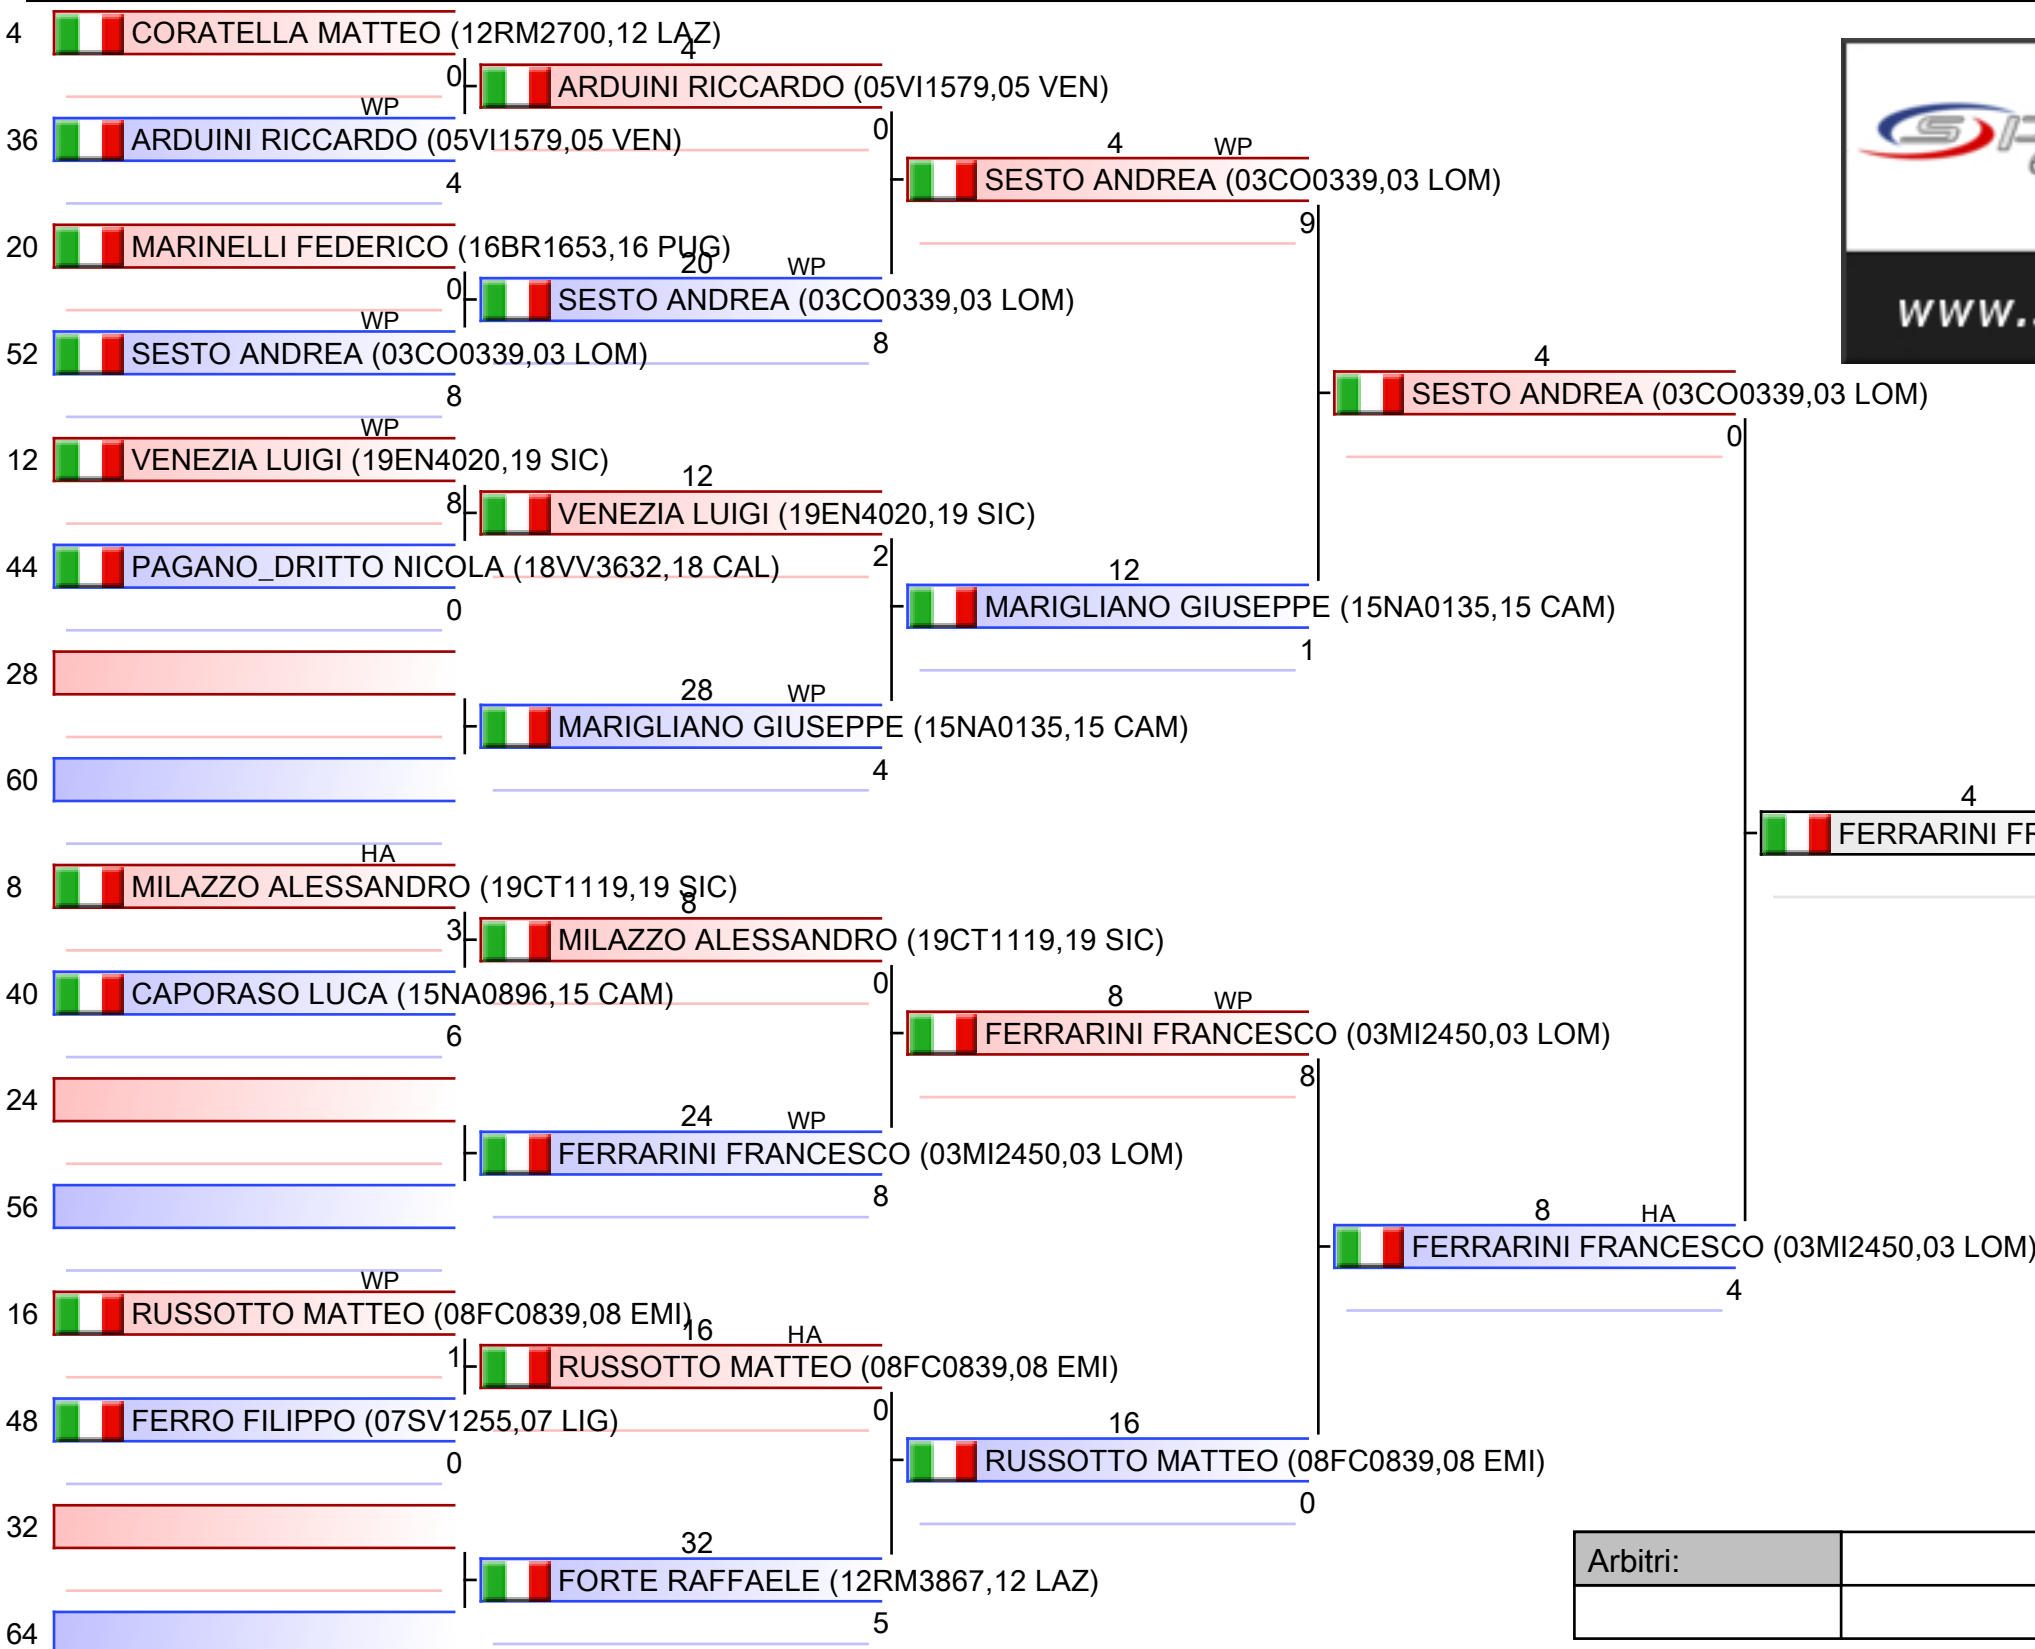 4 CORATELLA MATTEO (12RM2700,12 LAZ)
4
0 ARDUINI RICCARDO (05VI1579,05 VEN)
WP
36 ARDUINI RICCARDO (05VI1579,05 VEN)
0
4 WP
SESTO ANDREA (03CO0339,03 LOM)
4
9
20 MARINELLI FEDERICO (16BR1653,16 PUG)
20 WP
0 SESTO ANDREA (03CO0339,03 LOM)
WP
52 SESTO ANDREA (03CO0339,03 LOM)
8
8
www.
4
SESTO ANDREA (03CO0339,03 LOM)
0
WP
12 VENEZIA LUIGI (19EN4020,19 SIC)
12
8 VENEZIA LUIGI (19EN4020,19 SIC)
44 PAGANO_DRITTO NICOLA (18VV3632,18 CAL)
2
12
0
MARIGLIANO GIUSEPPE (15NA0135,15 CAM)
1
28
28 WP
MARIGLIANO GIUSEPPE (15NA0135,15 CAM)
60
4
4
FERRARINI FR
HA
8 MILAZZO ALESSANDRO (19CT1119,19 SIC)
8
3 MILAZZO ALESSANDRO (19CT1119,19 SIC)
40 CAPORASO LUCA (15NA0896,15 CAM)
0
8 WP
6
FERRARINI FRANCESCO (03MI2450,03 LOM)
8
24
24 WP
FERRARINI FRANCESCO (03MI2450,03 LOM)
56
8
8 HA
FERRARINI FRANCESCO (03MI2450,03 LOM)
4
WP
16 RUSSOTTO MATTEO (08FC0839,08 EMI)
16 HA
1 RUSSOTTO MATTEO (08FC0839,08 EMI)
48 FERRO FILIPPO (07SV1255,07 LIG)
0
16
0
RUSSOTTO MATTEO (08FC0839,08 EMI)
0
32
32
FORTE RAFFAELE (12RM3867,12 LAZ)
Arbitri:
64
5